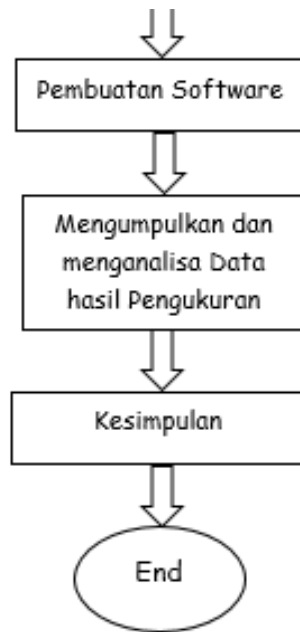 Pembuatan Software
Mengumpulkan dan
menganalisa Data
hasil Pengukuran
Kesimpulan
End